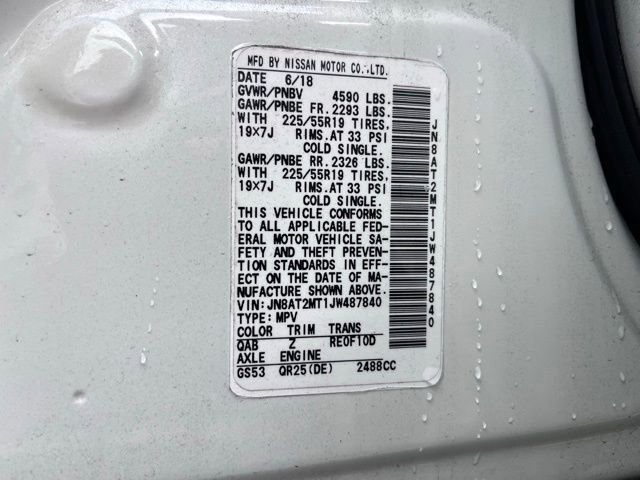 MFD BY NISSAN MOTOR CO.,LTD.
DATE 6/18
GVWR/PNBV 4590 LBS.
GAWR/PNBE FR. 2293 LBS.
WITH 225/55R19 TIRES,
19×7J RIMS.AT 33 PSI
COLD SINGLE.
GAWR/PNBE RR. 2326 LBS.
WITH 225/55R19 TIRES,
19×7J RIMS.AT 33 PSI
COLD SINGLE.
THIS VEHICLE CONFORMS
TO ALL APPLICABLE FED-
ERAL MOTOR VEHICLE SA-
FETY AND THEFT PREVEN-
TION STANDARDS IN EFF-
ECT ON THE DATE OF MA-
NUFACTURE SHOWN ABOVE.
VIN:JN8AT2MT1JW487840
TYPE:MPV
COLOR TRIM TRANS
QAB Z RE0F10D
AXLE ENGINE
GS53 QR25(DE) 2488CC
JN8AT2MT1JW487840